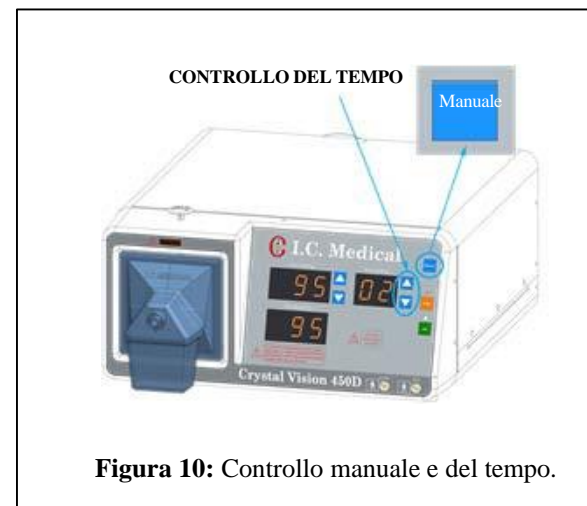 CONTROLLO DEL TEMPO
Manuale
I.C. Medical
95 02
95
Crystal Vision 450D
Figura 10: Controllo manuale e del tempo.